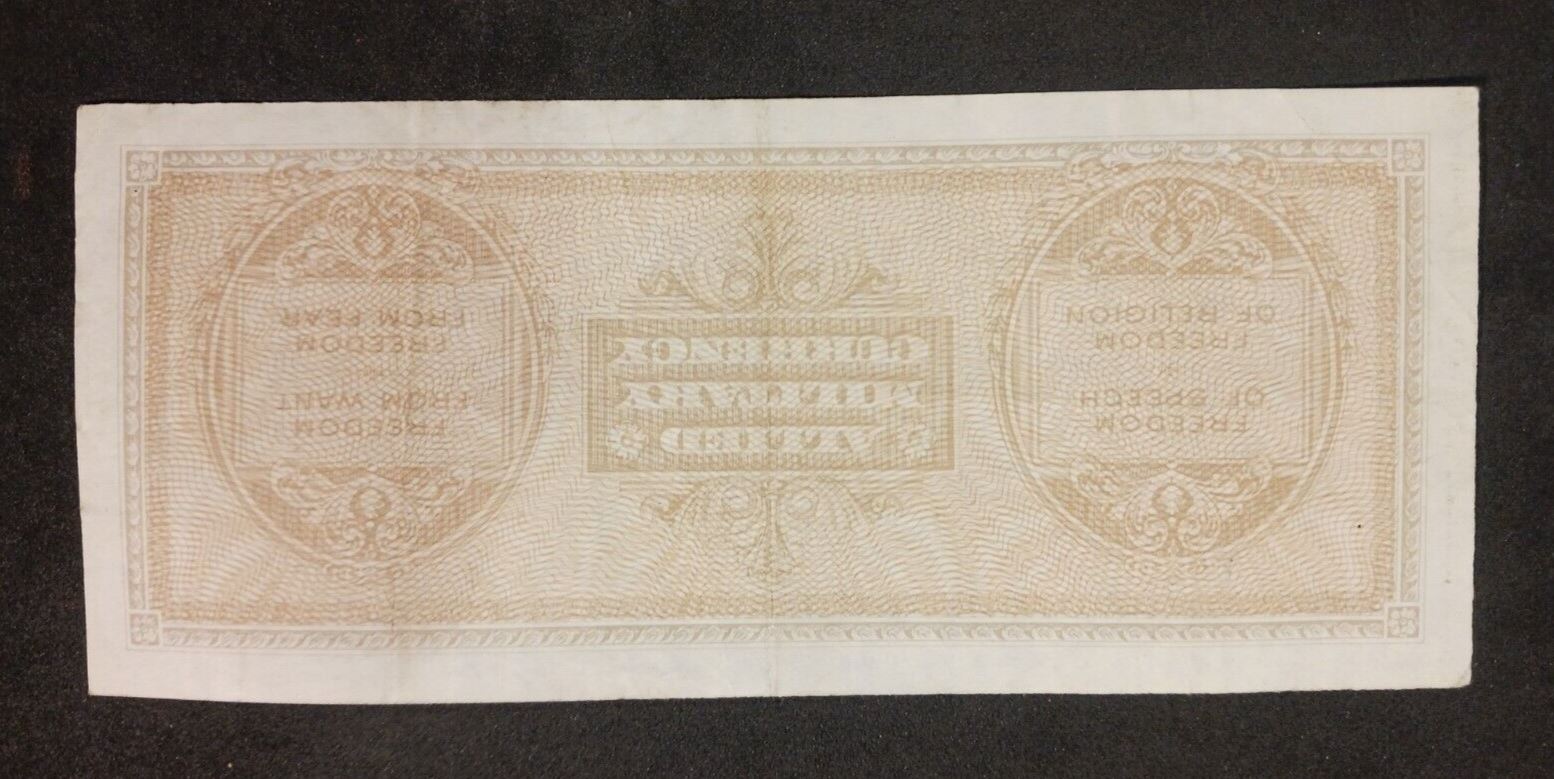 FREEDOM
OF SPEECH
FREEDOM
OF RELIGION
ALLIED
MILITARY
CURRENCY
FREEDOM
FROM WANT
FREEDOM
FROM FEAR